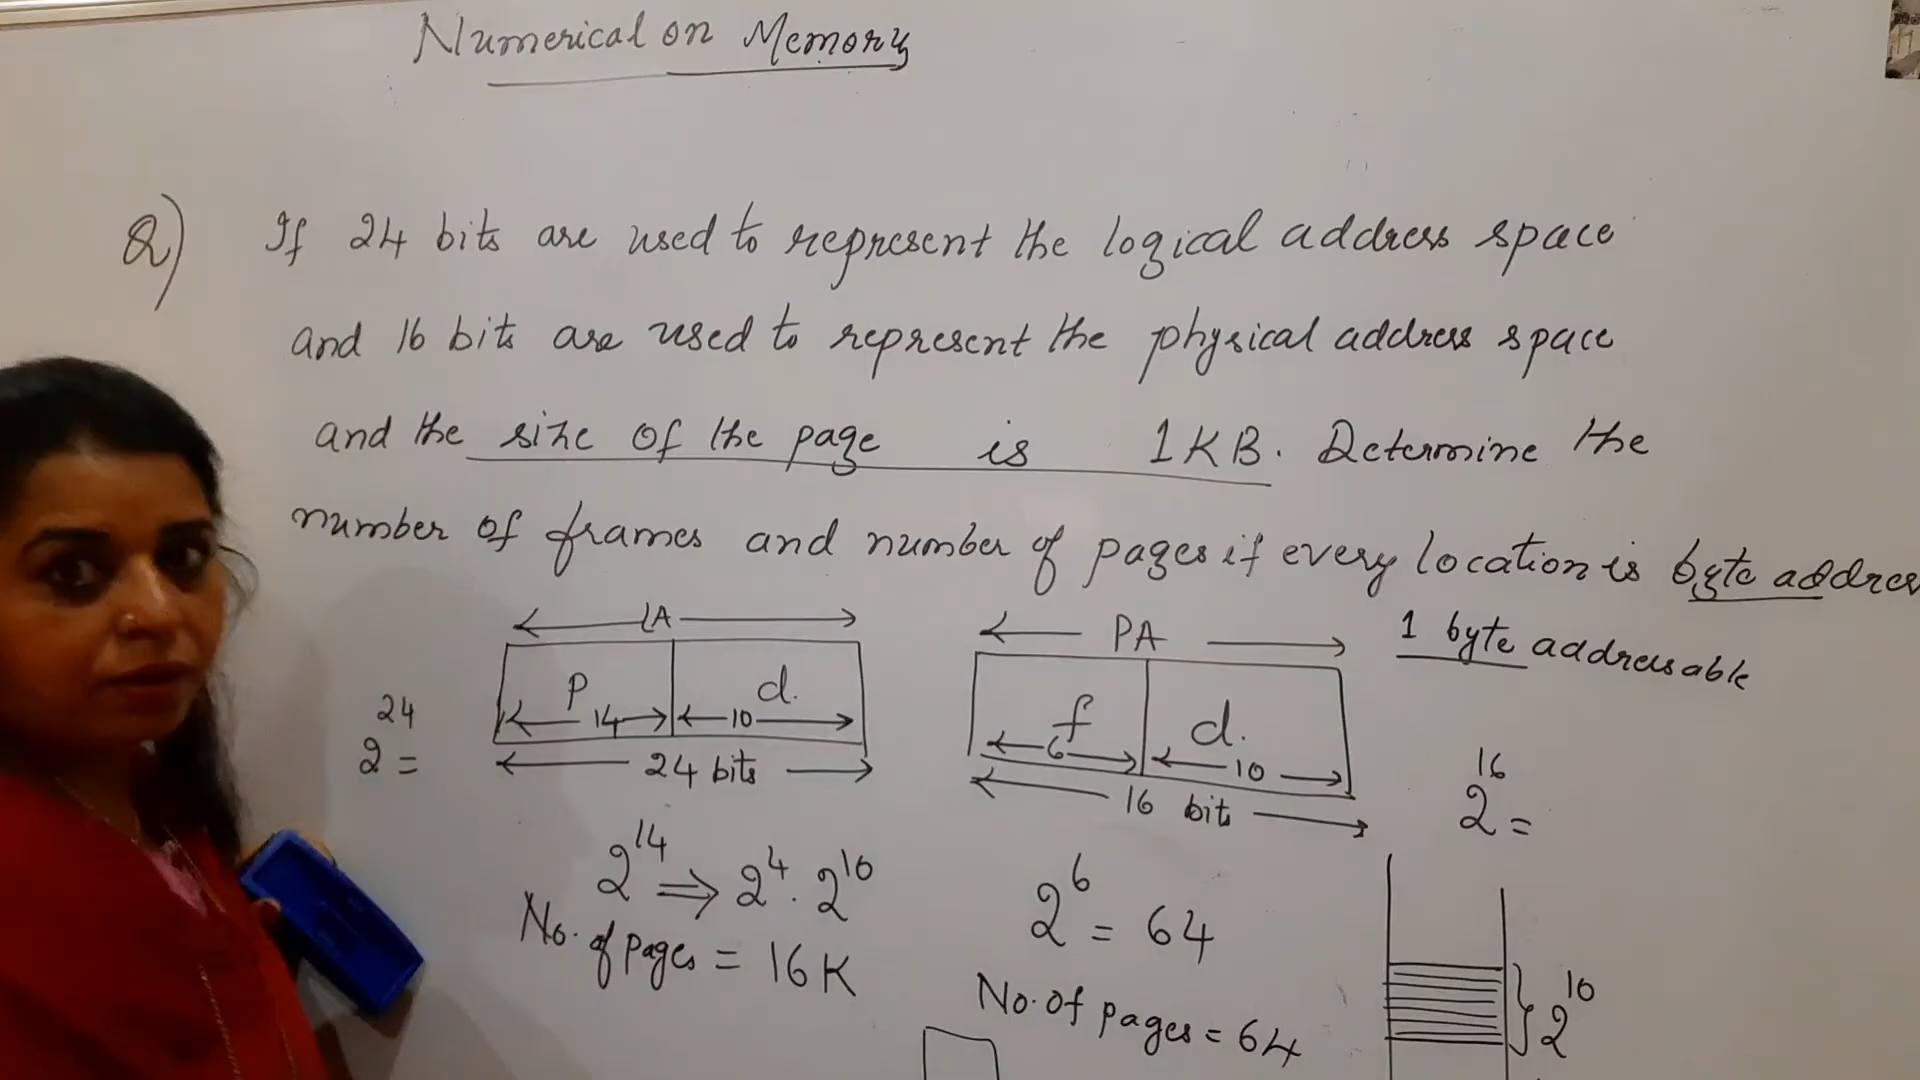 Numerical on Memory
Q) If 24 bits are used to represent the logical address space
and 16 bits are used to represent the physical address space
and the size of the page is 1KB. Determine the
number of frames and number of pages if every location is byte addres
1 byte addressable
LA
P d.
14 10
24 bits
2^24 =
PA
f d.
6 10
16 bit
2^16 =
2^14 ⇒ 2^4 . 2^10
No. of pages = 16K
2^6 = 64
No. of pages = 64
2^10